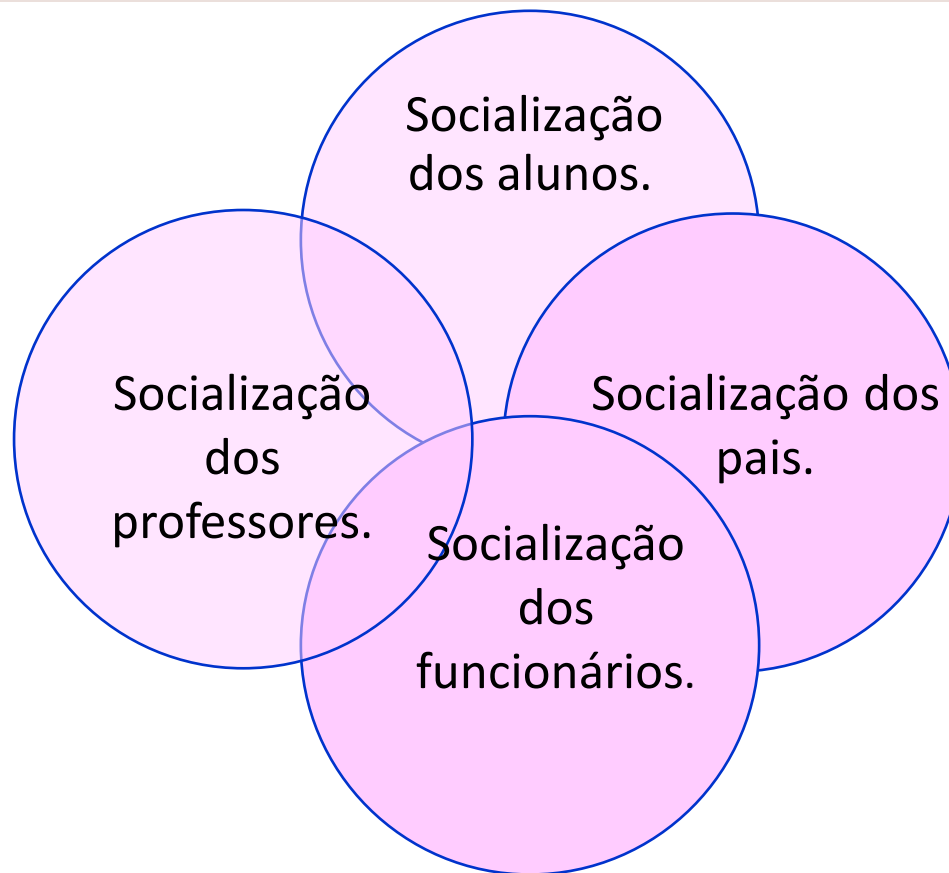 Socialização
dos alunos.
Socialização
dos
professores.
Socialização dos
pais.
Socialização
dos
funcionários.